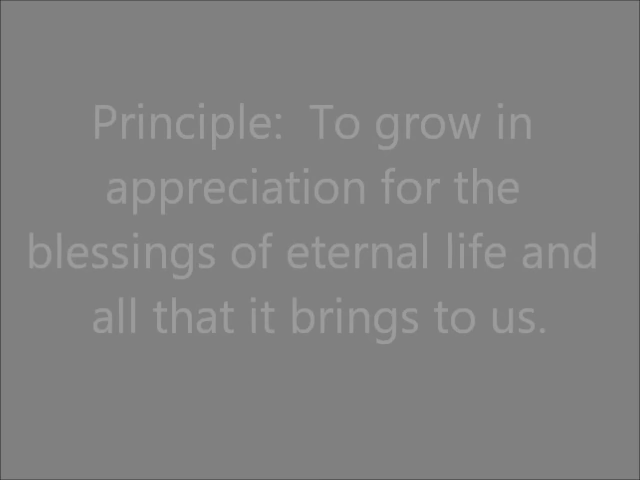 Principle:  To grow in
appreciation for the
blessings of eternal life and
all that it brings to us.